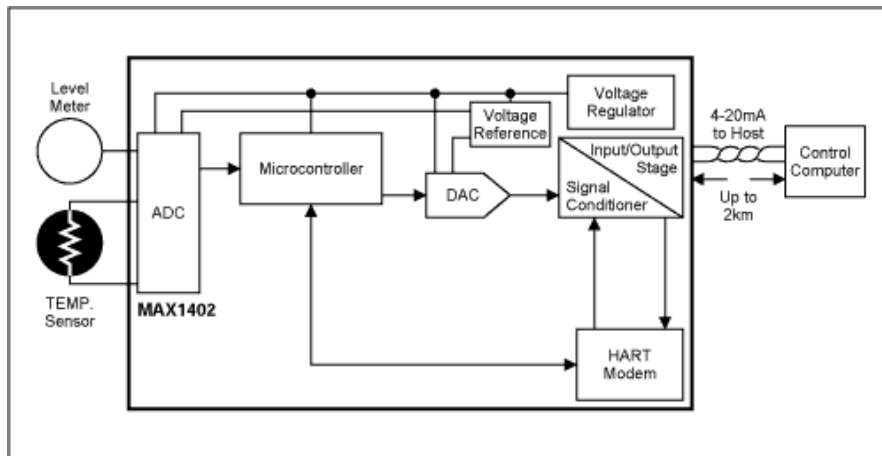 Level
Meter
TEMP.
Sensor
ADC
MAX1402
Microcontroller
DAC
Voltage
Reference
Voltage
Regulator
Input/Output
Stage
Signal
Conditioner
HART
Modem
4-20mA
to Host
Up to
2km
Control
Computer